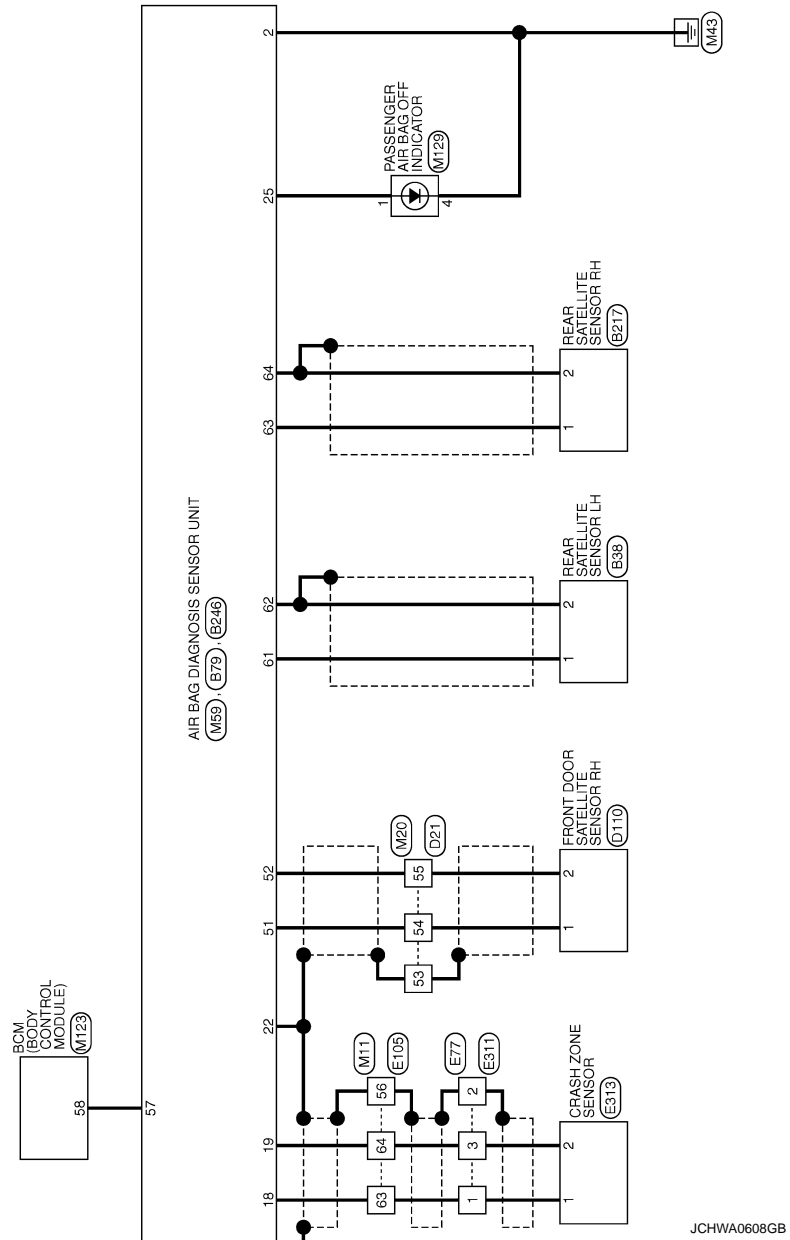 2
M43
PASSENGER
AIR BAG OFF
INDICATOR
M129
25
1
4
REAR
SATELLITE
SENSOR RH
B217
64
2
63
1
AIR BAG DIAGNOSIS SENSOR UNIT
M59 , B79 , B246
REAR
SATELLITE
SENSOR LH
B38
62
2
61
1
FRONT DOOR
SATELLITE
SENSOR RH
D110
M20
D21
52
55
2
51
54
1
53
BCM
(BODY
CONTROL
MODULE)
M123
58
57
22
M11
E105
E77
E311
56
2
CRASH ZONE
SENSOR
E313
19
64
3
2
18
63
1
1
JCHWA0608GB